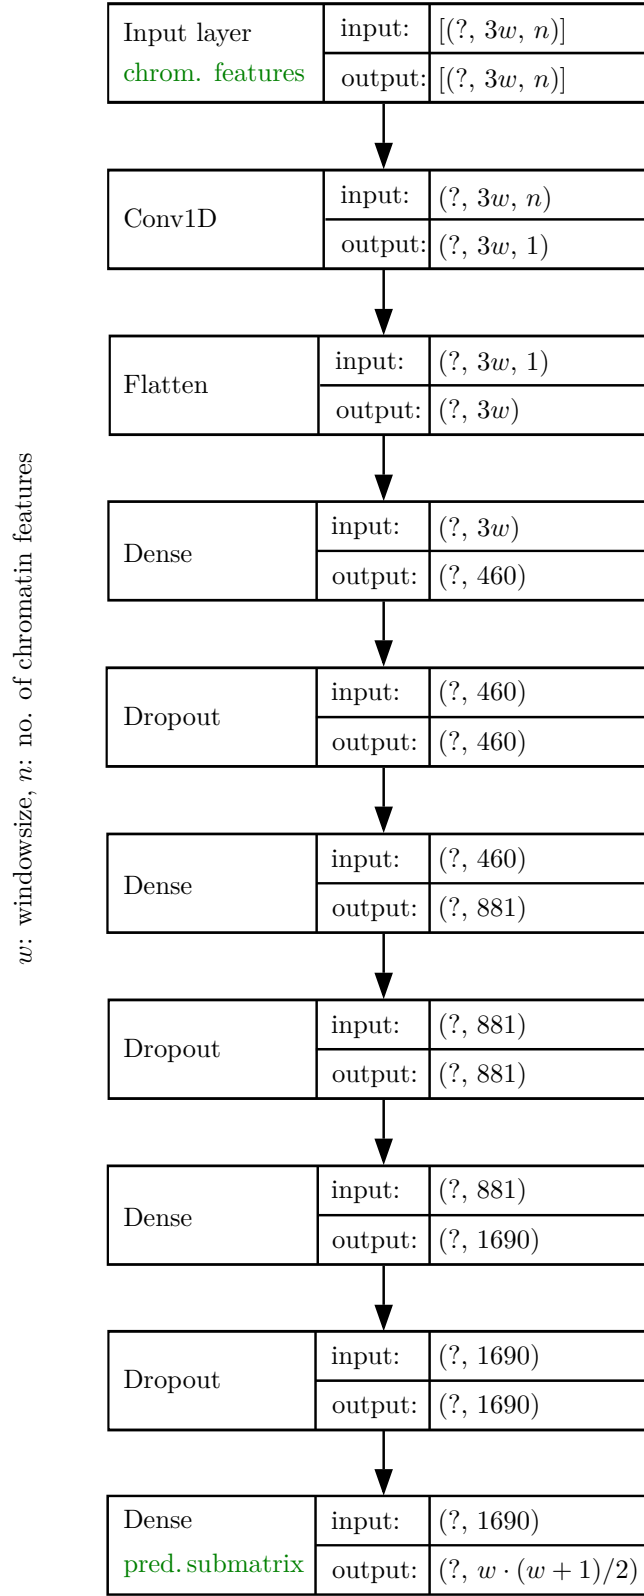 w: windowsize, n: no. of chromatin features
Input layer
chrom. features
input:
[(?, 3w, n)]
output:
[(?, 3w, n)]
Conv1D
input:
(?, 3w, n)
output:
(?, 3w, 1)
Flatten
input:
(?, 3w, 1)
output:
(?, 3w)
Dense
input:
(?, 3w)
output:
(?, 460)
Dropout
input:
(?, 460)
output:
(?, 460)
Dense
input:
(?, 460)
output:
(?, 881)
Dropout
input:
(?, 881)
output:
(?, 881)
Dense
input:
(?, 881)
output:
(?, 1690)
Dropout
input:
(?, 1690)
output:
(?, 1690)
Dense
pred. submatrix
input:
(?, 1690)
output:
(?, w · (w + 1)/2)